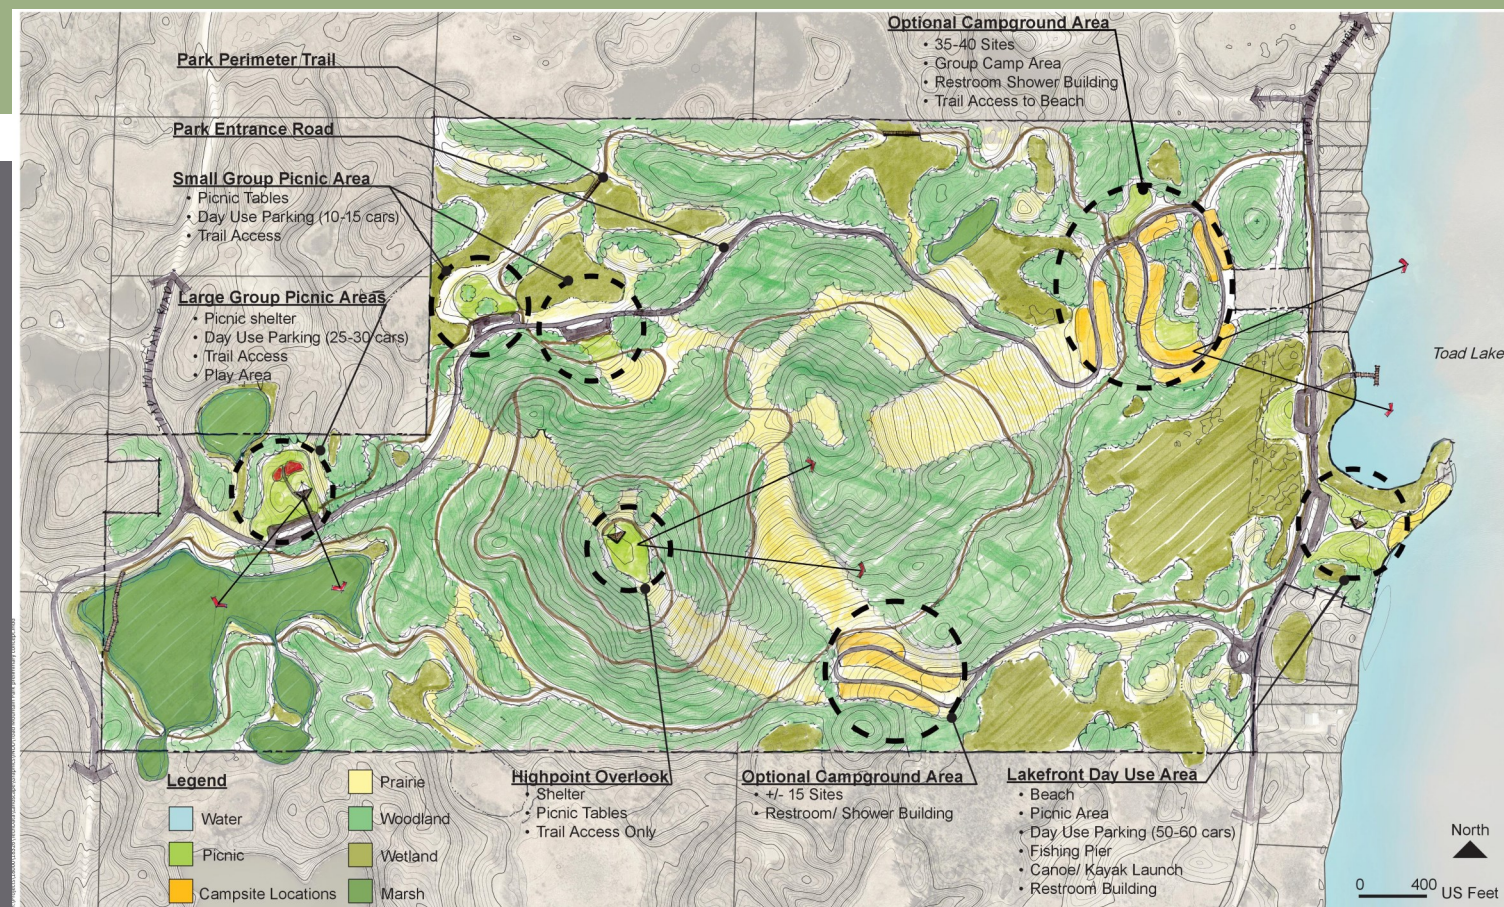 Optional Campground Area
• 35-40 Sites
• Group Camp Area
• Restroom Shower Building
• Trail Access to Beach
Park Perimeter Trail
Park Entrance Road
Small Group Picnic Area
• Picnic Tables
• Day Use Parking (10-15 cars)
• Trail Access
Large Group Picnic Areas
• Picnic shelter
• Day Use Parking (25-30 cars)
• Trail Access
• Play Area
Toad Lake
Legend
Water
Picnic
Campsite Locations
Prairie
Woodland
Wetland
Marsh
Highpoint Overlook
• Shelter
• Picnic Tables
• Trail Access Only
Optional Campground Area
• +/- 15 Sites
• Restroom/ Shower Building
Lakefront Day Use Area
• Beach
• Picnic Area
• Day Use Parking (50-60 cars)
• Fishing Pier
• Canoe/ Kayak Launch
• Restroom Building
North
0 400 US Feet